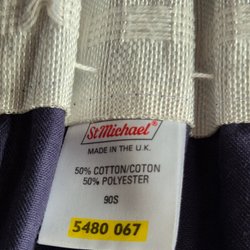 St Michael®
MADE IN THE U.K.
50% COTTON/COTON
50% POLYESTER
90S
5480 067